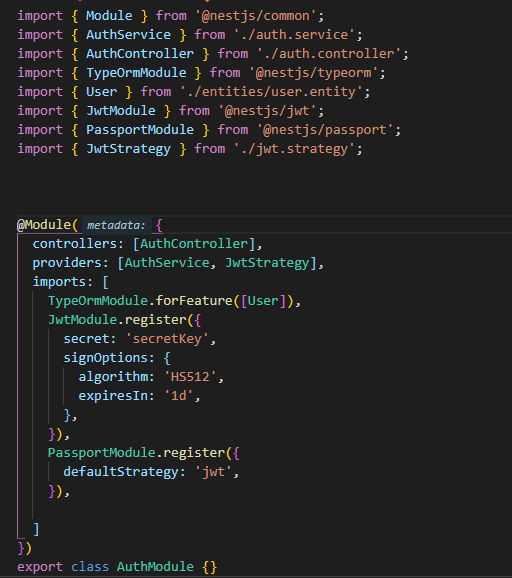 import { Module } from '@nestjs/common';
import { AuthService } from './auth.service';
import { AuthController } from './auth.controller';
import { TypeOrmModule } from '@nestjs/typeorm';
import { User } from './entities/user.entity';
import { JwtModule } from '@nestjs/jwt';
import { PassportModule } from '@nestjs/passport';
import { JwtStrategy } from './jwt.strategy';
@Module( metadata: {
  controllers: [AuthController],
  providers: [AuthService, JwtStrategy],
  imports: [
    TypeOrmModule.forFeature([User]),
    JwtModule.register({
      secret: 'secretKey',
      signOptions: {
        algorithm: 'HS512',
        expiresIn: '1d',
      },
    }),
    PassportModule.register({
      defaultStrategy: 'jwt',
    }),
  ]
})
export class AuthModule {}